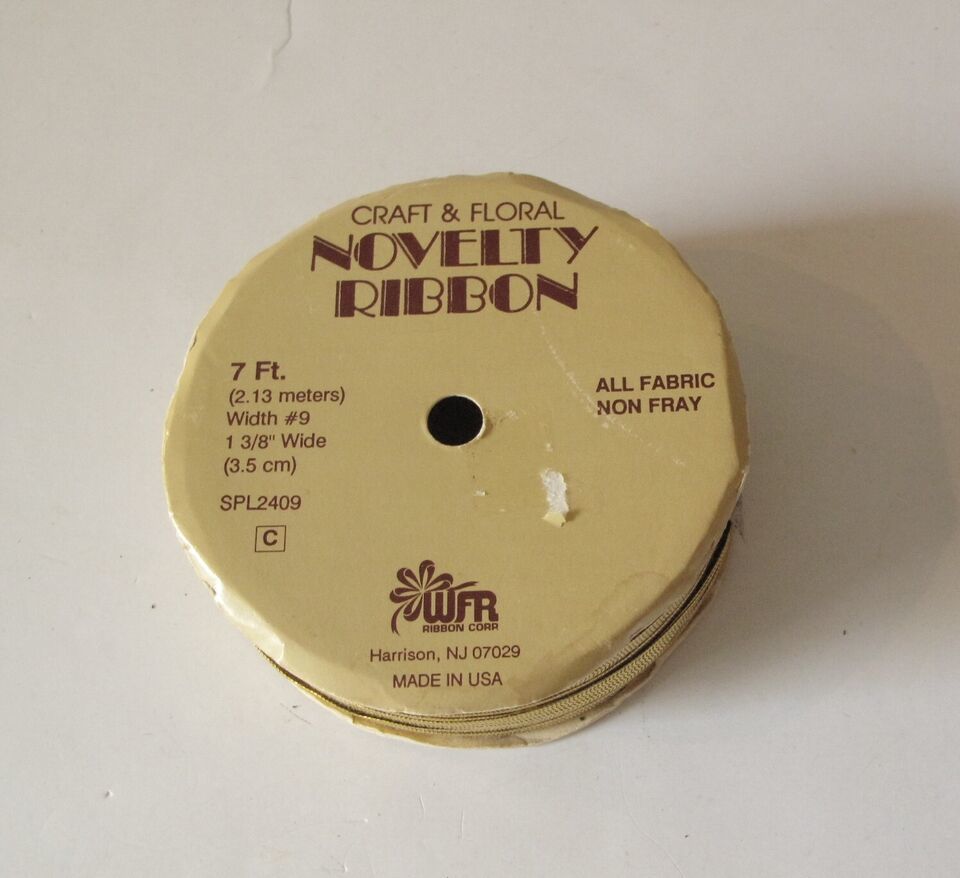 CRAFT & FLORAL
NOVELTY
RIBBON
7 Ft.
(2.13 meters)
Width #9
1 3/8" Wide
(3.5 cm)
SPL2409
C
ALL FABRIC
NON FRAY
WFR
RIBBON CORP.
Harrison, NJ 07029
MADE IN USA